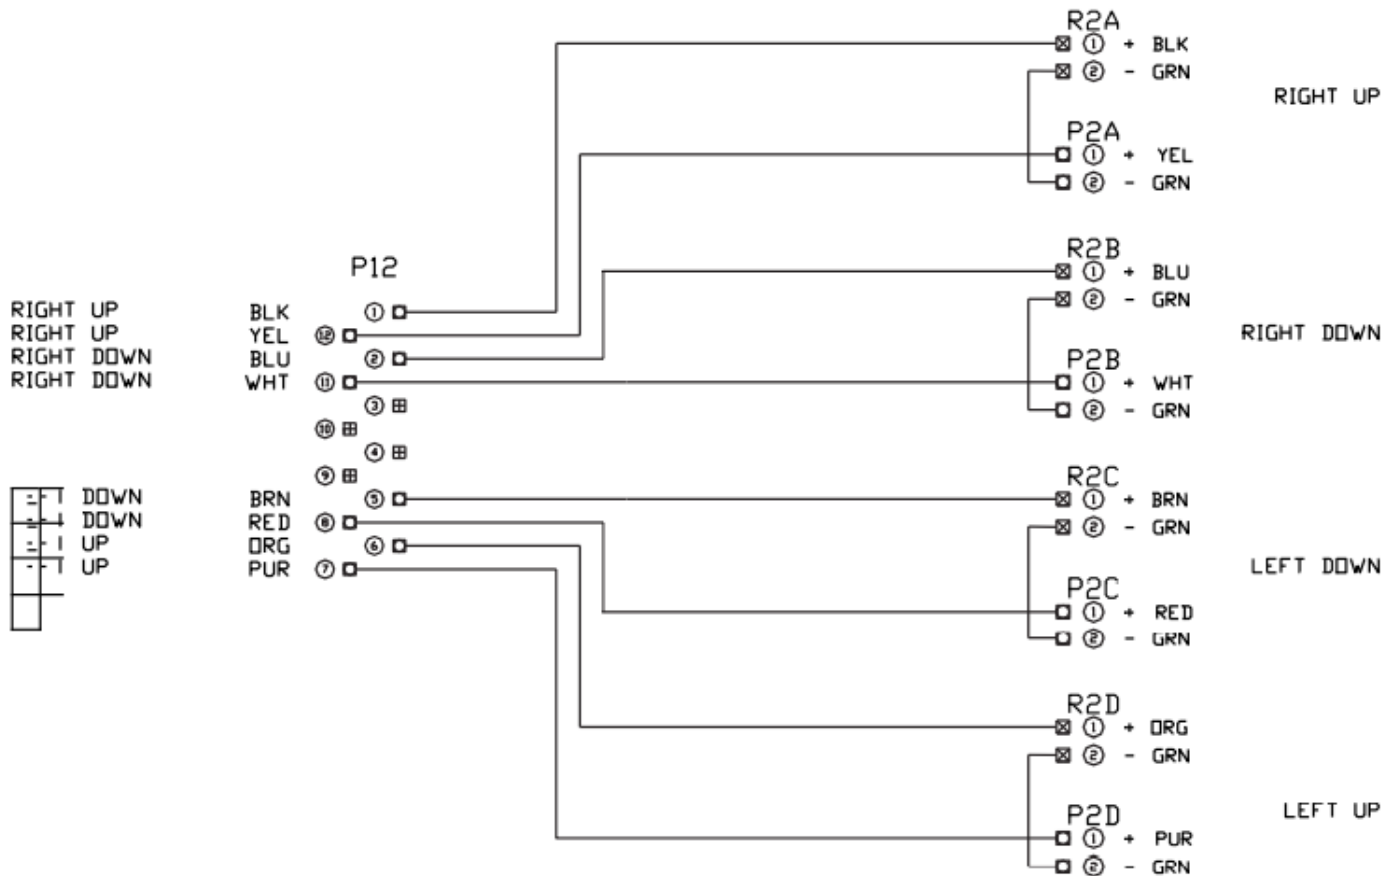 R2A
1 + BLK
2 - GRN
RIGHT UP
P2A
1 + YEL
2 - GRN
R2B
1 + BLU
2 - GRN
RIGHT DOWN
P2B
1 + WHT
2 - GRN
P12
RIGHT UP BLK 1
RIGHT UP YEL 12
RIGHT DOWN BLU 2
RIGHT DOWN WHT 11
3
10
4
9
DOWN BRN 5
DOWN RED 8
UP ORG 6
UP PUR 7
R2C
1 + BRN
2 - GRN
LEFT DOWN
P2C
1 + RED
2 - GRN
R2D
1 + ORG
2 - GRN
LEFT UP
P2D
1 + PUR
2 - GRN